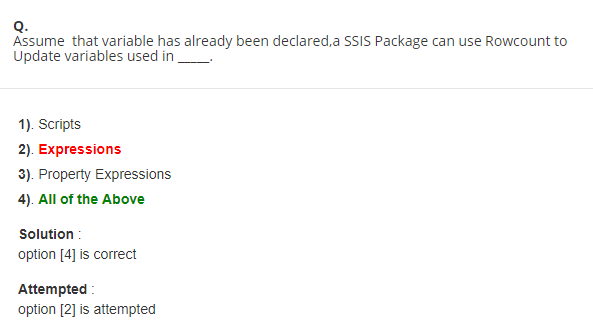 Q.
Assume that variable has already been declared,a SSIS Package can use Rowcount to
Update variables used in _____.
1). Scripts
2). Expressions
3). Property Expressions
4). All of the Above
Solution :
option [4] is correct
Attempted :
option [2] is attempted